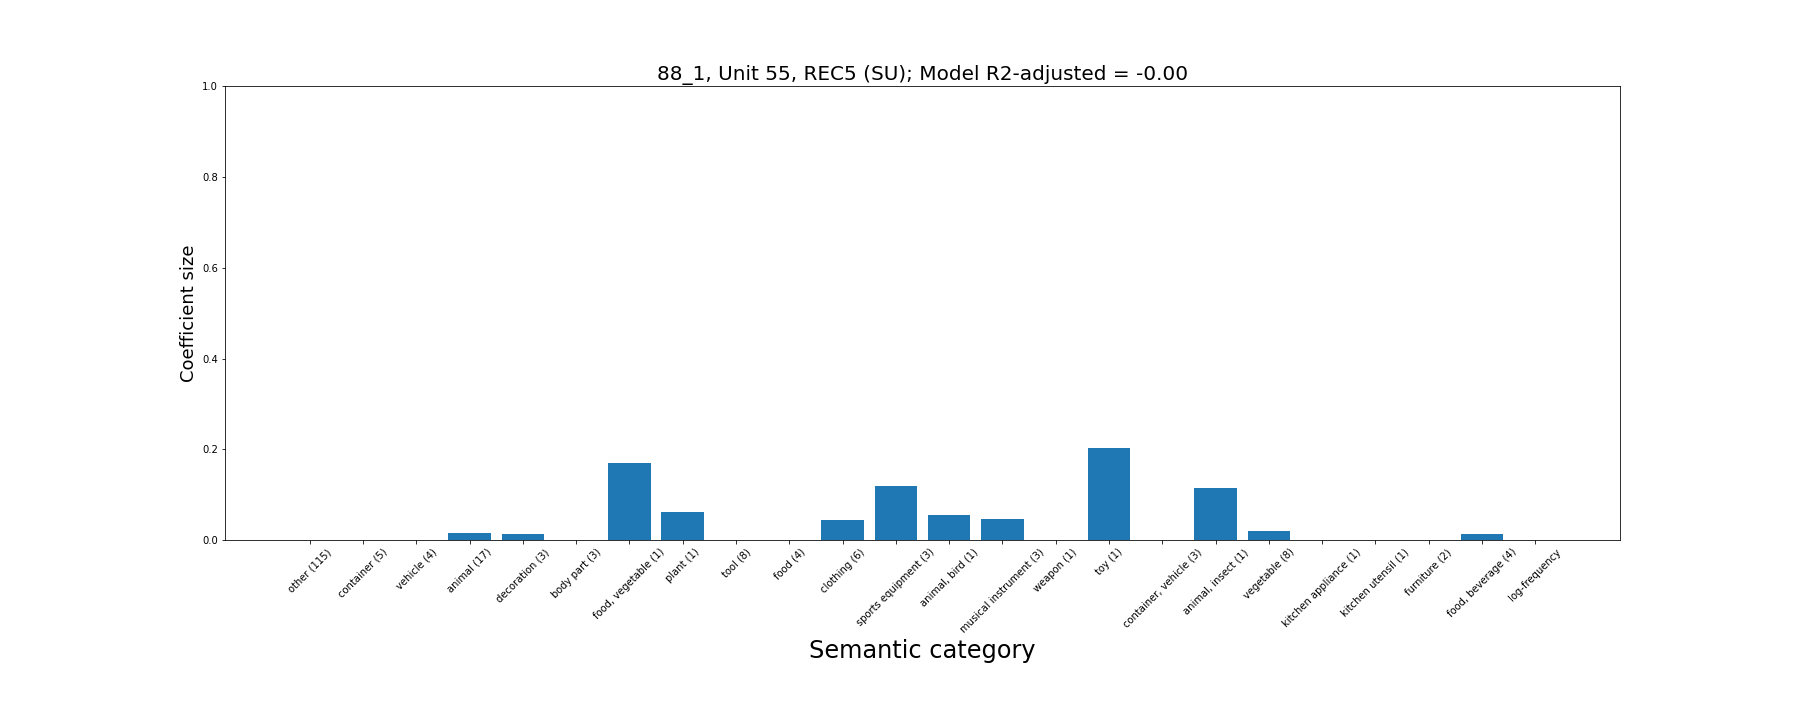 88_1, Unit 55, REC5 (SU); Model R2-adjusted = -0.00
Coefficient size
1.0
0.8
0.6
0.4
0.2
0.0
other (115)
container (5)
vehicle (4)
animal (17)
decoration (3)
body part (3)
food, vegetable (1)
plant (1)
tool (8)
food (4)
clothing (6)
sports equipment (3)
animal, bird (1)
musical instrument (3)
weapon (1)
toy (1)
container, vehicle (3)
animal, insect (1)
vegetable (8)
kitchen appliance (1)
kitchen utensil (1)
furniture (2)
food, beverage (4)
log-frequency
Semantic category